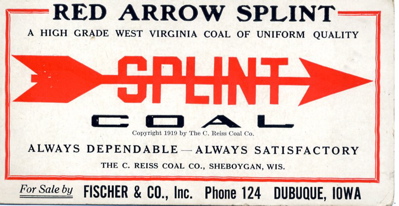 RED ARROW SPLINT
A HIGH GRADE WEST VIRGINIA COAL OF UNIFORM QUALITY
SPLINT
COAL
Copyright 1919 by The C. Reiss Coal Co.
ALWAYS DEPENDABLE — ALWAYS SATISFACTORY
THE C. REISS COAL CO., SHEBOYGAN, WIS.
For Sale by FISCHER & CO., Inc. Phone 124 DUBUQUE, IOWA